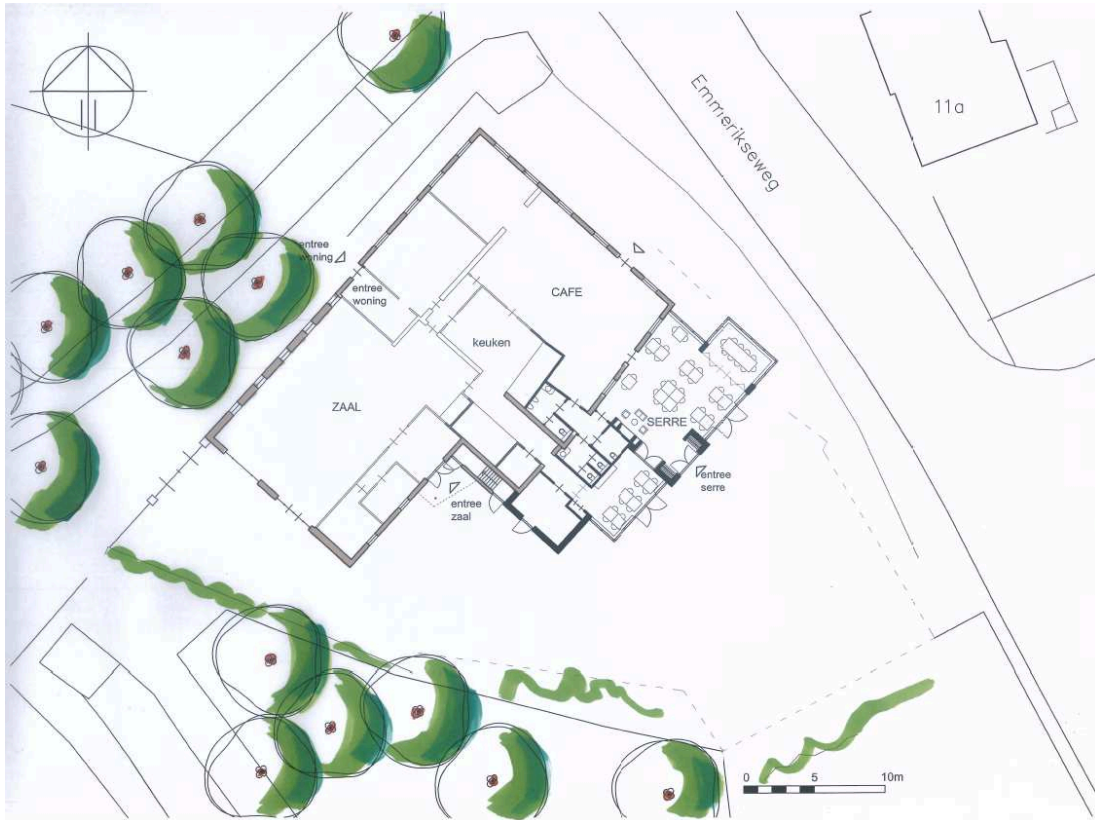 Emmerikseweg
11a
entree
woning
entree
woning
CAFE
keuken
ZAAL
SERRE
entree
serre
entree
zaal
0
5
10m